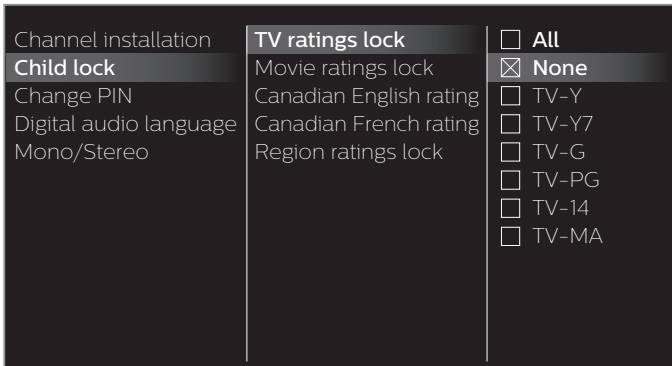 Channel installation
Child lock
Change PIN
Digital audio language
Mono/Stereo
TV ratings lock
Movie ratings lock
Canadian English rating
Canadian French rating
Region ratings lock
All
None
TV-Y
TV-Y7
TV-G
TV-PG
TV-14
TV-MA